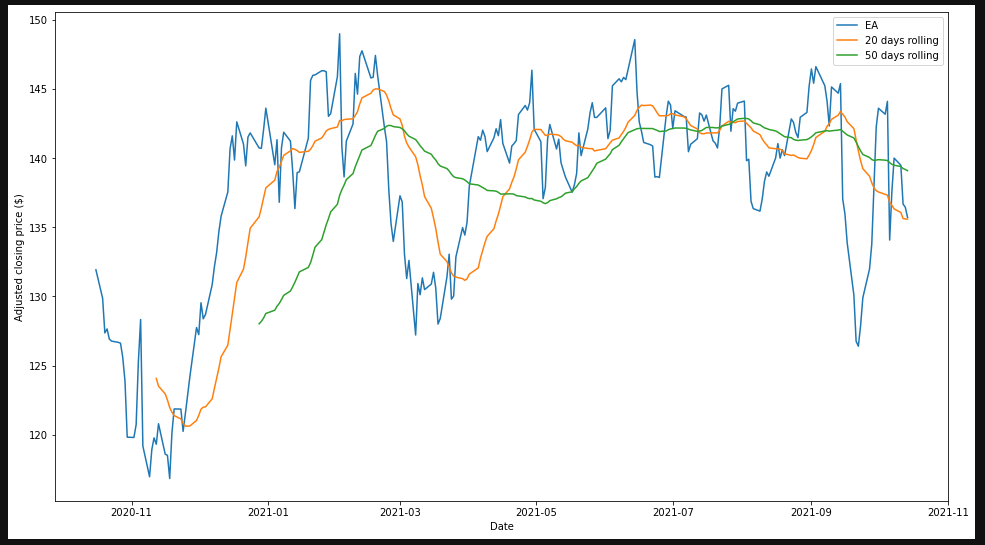 EA
20 days rolling
50 days rolling
Adjusted closing price ($)
150
145
140
135
130
125
120
2020-11 2021-01 2021-03 2021-05 2021-07 2021-09 2021-11
Date